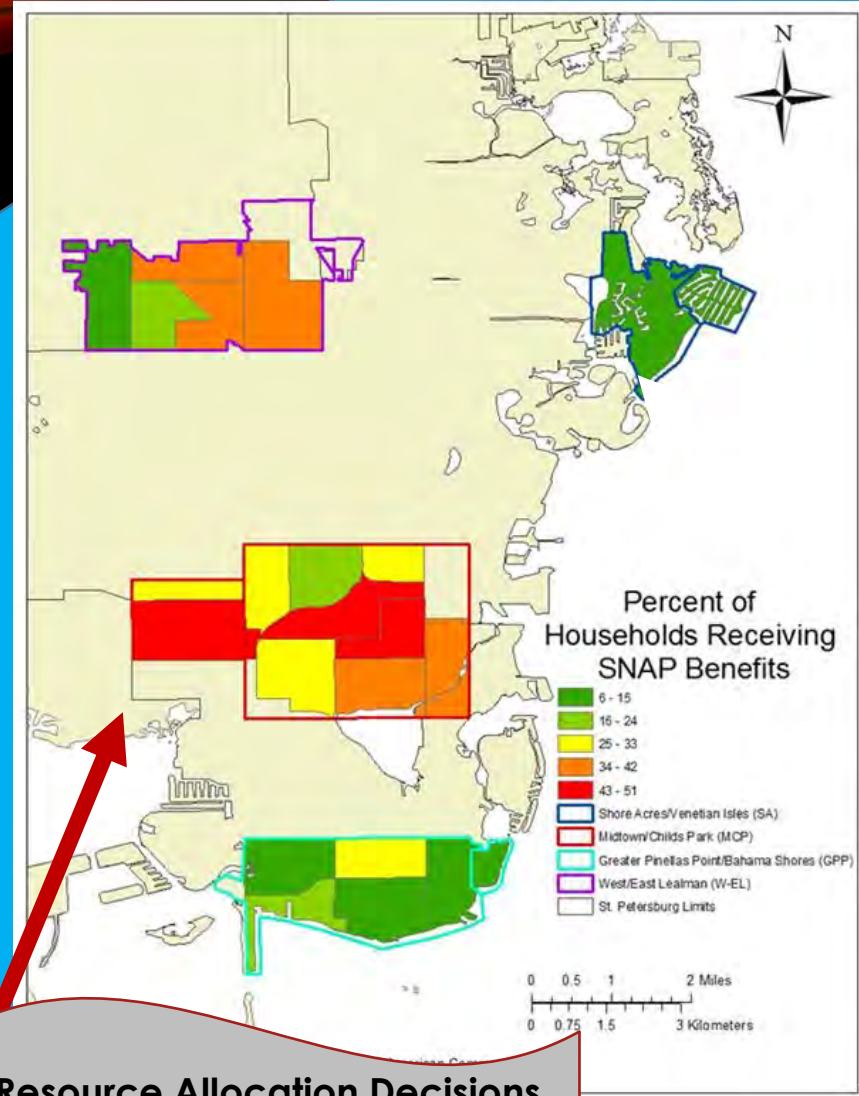 N
Percent of
Households Receiving
SNAP Benefits
6 - 15
16 - 24
25 - 33
34 - 42
43 - 51
Shore Acres/Venetian Isles (SA)
Midtown/Childs Park (MCP)
Greater Pinellas Point/Bahama Shores (GPP)
West/East Lealman (W-EL)
St. Petersburg Limits
0 0.5 1 2 Miles
0 0.75 1.5 3 Kilometers
Resource Allocation Decisions